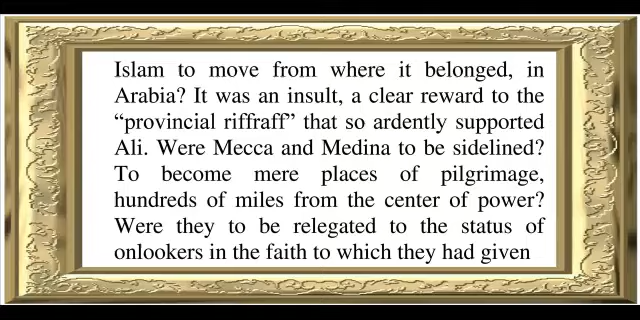 Islam to move from where it belonged, in
Arabia? It was an insult, a clear reward to the
“provincial riffraff” that so ardently supported
Ali. Were Mecca and Medina to be sidelined?
To become mere places of pilgrimage,
hundreds of miles from the center of power?
Were they to be relegated to the status of
onlookers in the faith to which they had given